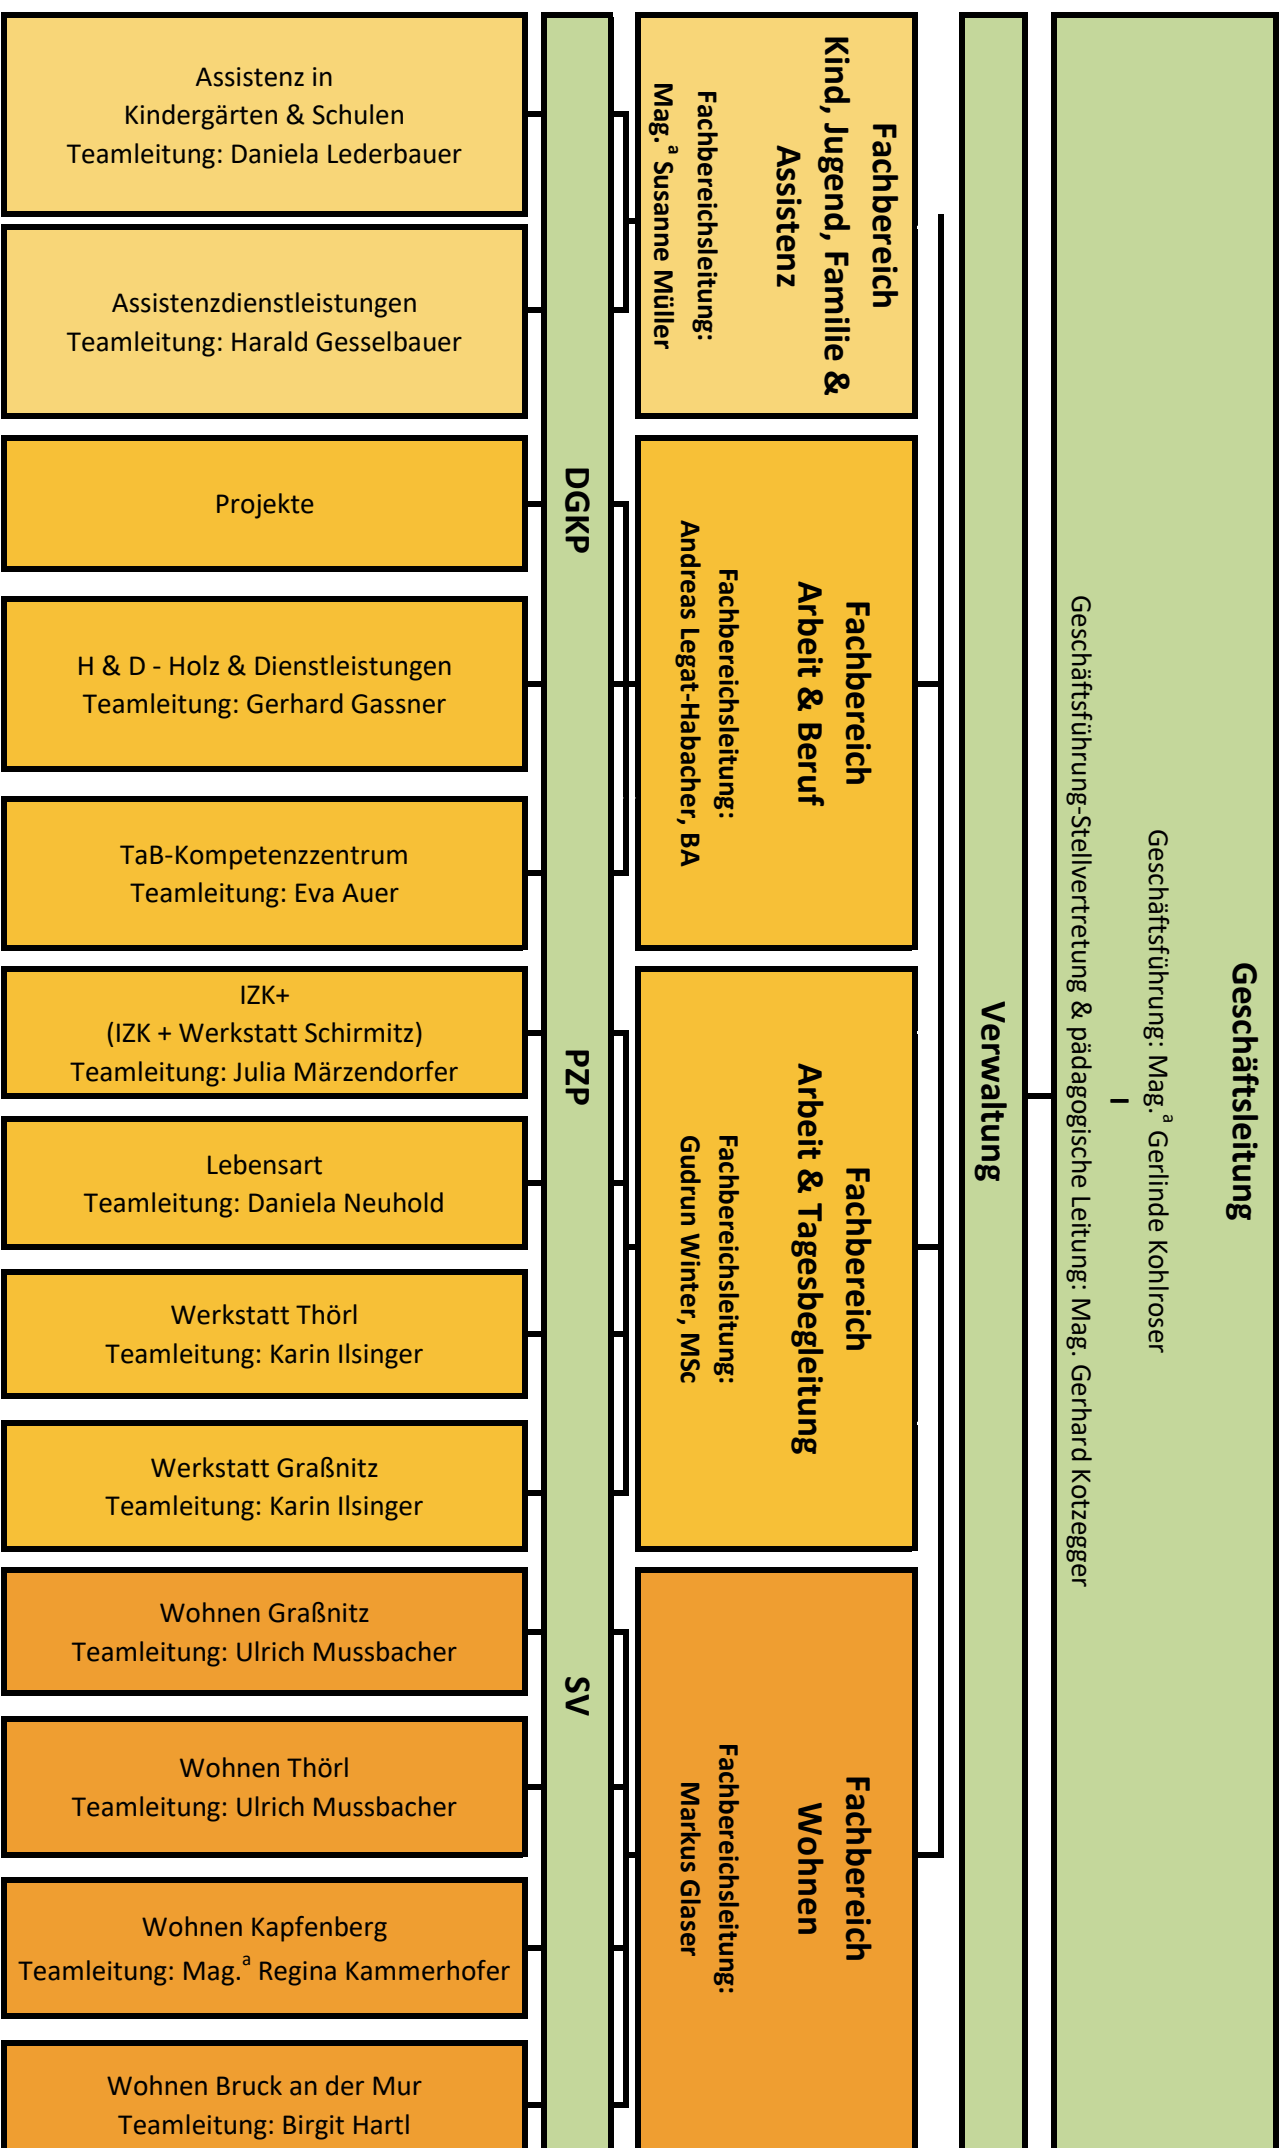 Geschäftsleitung
Geschäftsführung: Mag.ª Gerlinde Kohlroser
–
Geschäftsführung-Stellvertretung & pädagogische Leitung: Mag. Gerhard Kotzegger
Verwaltung
Fachbereich
Kind, Jugend, Familie &
Assistenz
Fachbereichsleitung:
Mag.ª Susanne Müller
Fachbereich
Arbeit & Beruf
Fachbereichsleitung:
Andreas Legat-Habacher, BA
Fachbereich
Arbeit & Tagesbegleitung
Fachbereichsleitung:
Gudrun Winter, MSc
Fachbereich
Wohnen
Fachbereichsleitung:
Markus Glaser
DGKP
PZP
SV
Assistenz in
Kindergärten & Schulen
Teamleitung: Daniela Lederbauer
Assistenzdienstleistungen
Teamleitung: Harald Gesselbauer
Projekte
H & D - Holz & Dienstleistungen
Teamleitung: Gerhard Gassner
TaB-Kompetenzzentrum
Teamleitung: Eva Auer
IZK+
(IZK + Werkstatt Schirmitz)
Teamleitung: Julia Märzendorfer
Lebensart
Teamleitung: Daniela Neuhold
Werkstatt Thörl
Teamleitung: Karin Ilsinger
Werkstatt Graßnitz
Teamleitung: Karin Ilsinger
Wohnen Graßnitz
Teamleitung: Ulrich Mussbacher
Wohnen Thörl
Teamleitung: Ulrich Mussbacher
Wohnen Kapfenberg
Teamleitung: Mag.ª Regina Kammerhofer
Wohnen Bruck an der Mur
Teamleitung: Birgit Hartl